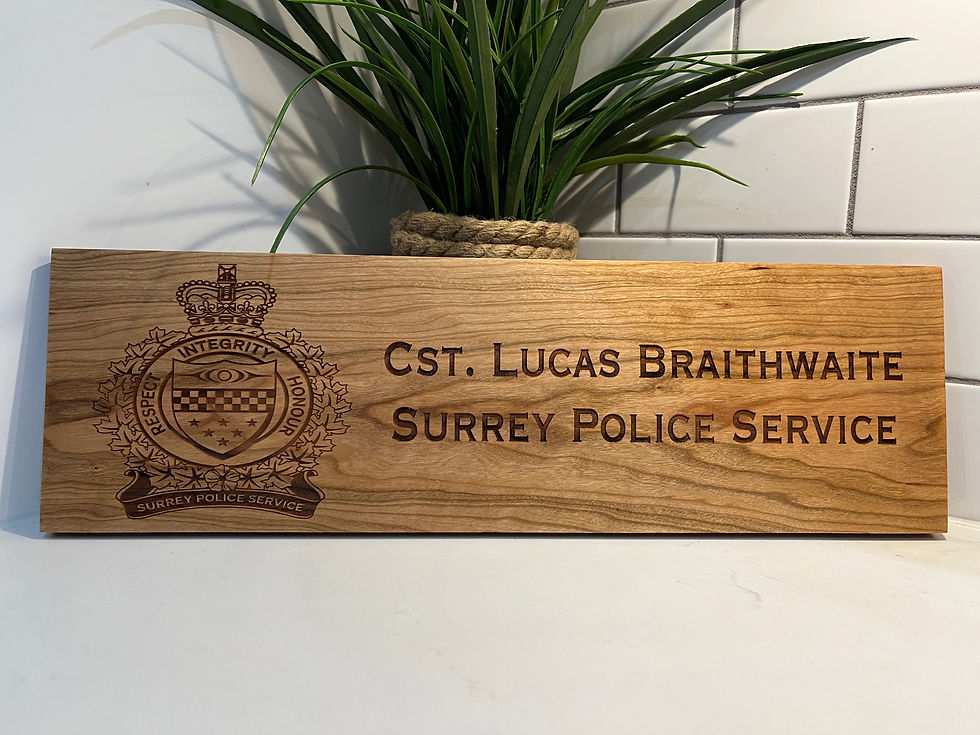 INTEGRITY
RESPECT
HONOUR
SURREY POLICE SERVICE
Cst. Lucas Braithwaite
Surrey Police Service